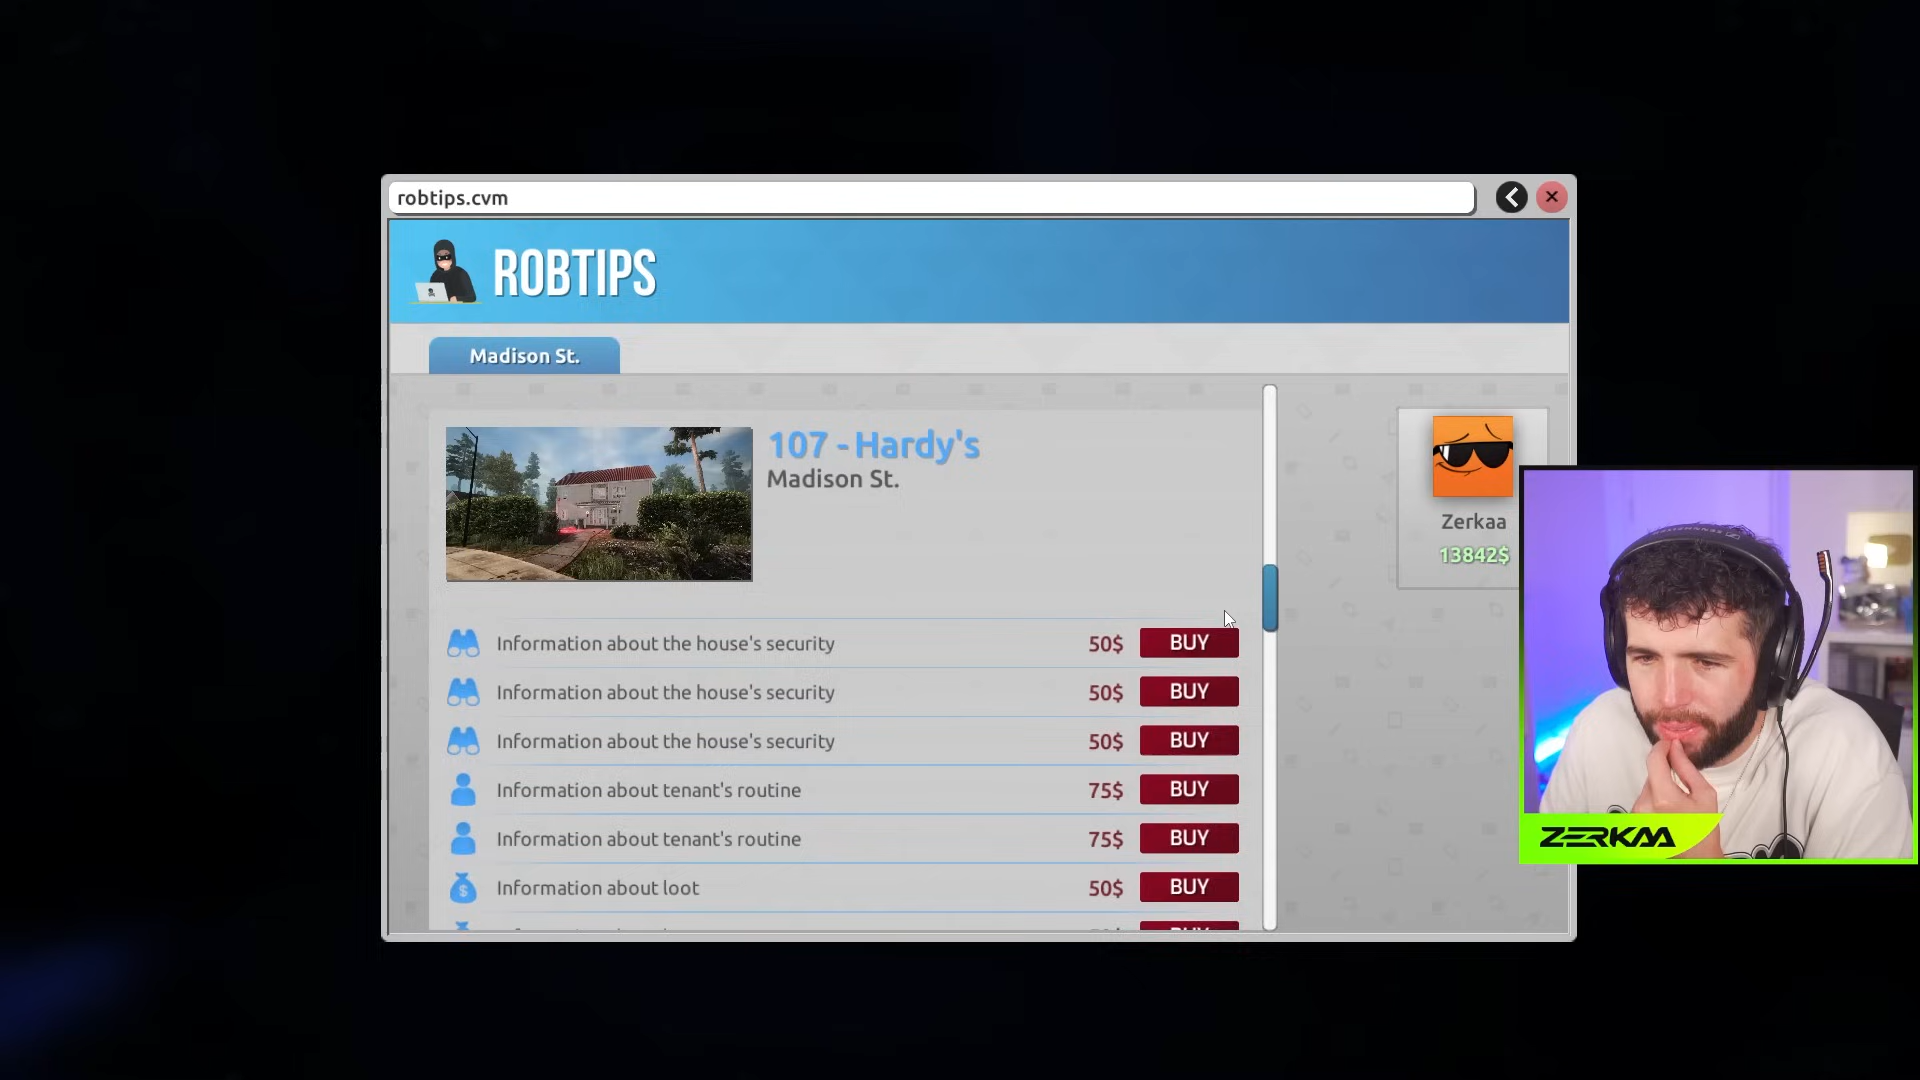 robtips.cvm
ROBTIPS
Madison St.
107 - Hardy's
Madison St.
Zerkaa
13842$
Information about the house's security 50$ BUY
Information about the house's security 50$ BUY
Information about the house's security 50$ BUY
Information about tenant's routine 75$ BUY
Information about tenant's routine 75$ BUY
Information about loot 50$ BUY
ZERKAA